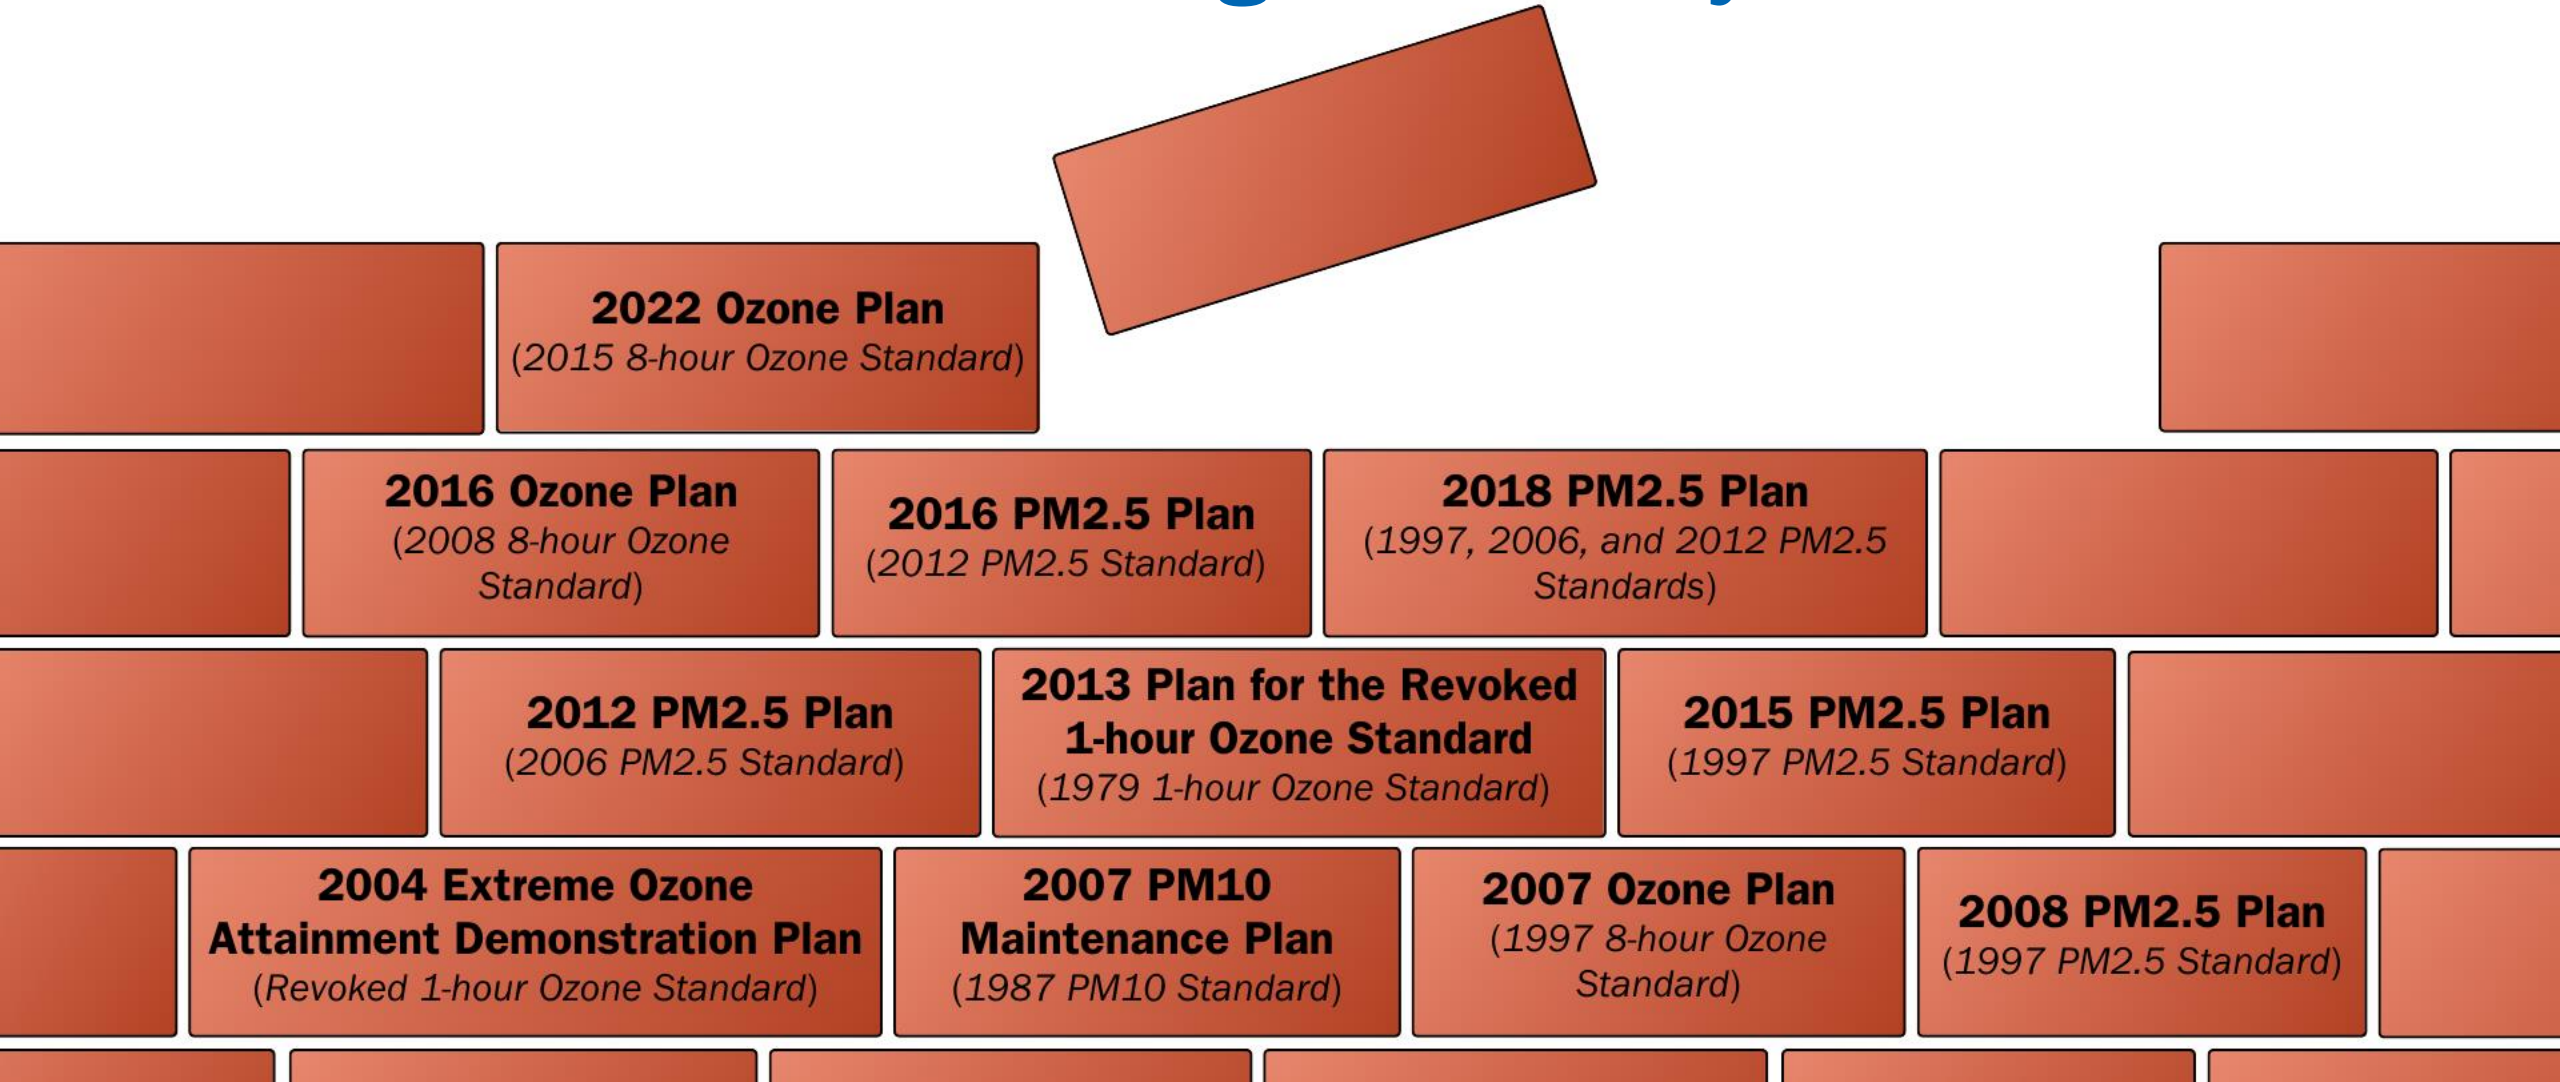 2022 Ozone Plan
(2015 8-hour Ozone Standard)
2016 Ozone Plan
(2008 8-hour Ozone
Standard)
2016 PM2.5 Plan
(2012 PM2.5 Standard)
2018 PM2.5 Plan
(1997, 2006, and 2012 PM2.5
Standards)
2012 PM2.5 Plan
(2006 PM2.5 Standard)
2013 Plan for the Revoked
1-hour Ozone Standard
(1979 1-hour Ozone Standard)
2015 PM2.5 Plan
(1997 PM2.5 Standard)
2004 Extreme Ozone
Attainment Demonstration Plan
(Revoked 1-hour Ozone Standard)
2007 PM10
Maintenance Plan
(1987 PM10 Standard)
2007 Ozone Plan
(1997 8-hour Ozone
Standard)
2008 PM2.5 Plan
(1997 PM2.5 Standard)